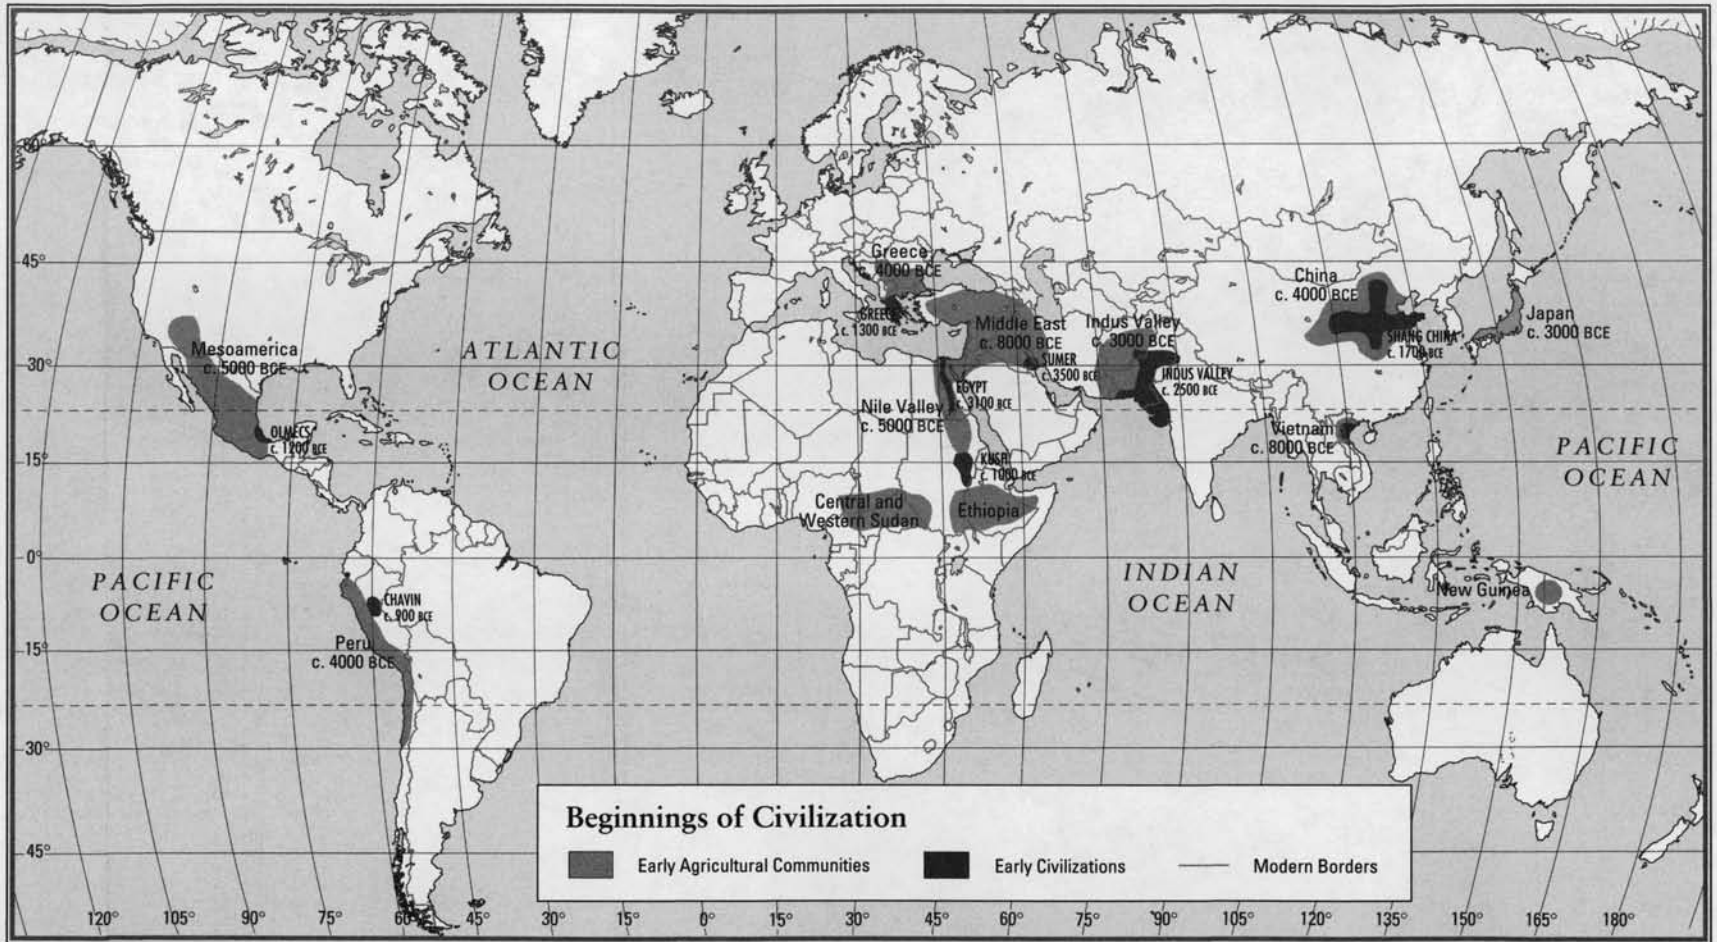 60°
45°
30°
15°
0°
15°
30°
45°
ATLANTIC
OCEAN
PACIFIC
OCEAN
INDIAN
OCEAN
PACIFIC
OCEAN
Mesoamerica
c. 5000 BCE
OLMECS
c. 1200 BCE
CHAVIN
c. 900 BCE
Peru
c. 4000 BCE
Greece
c. 4000 BCE
GREECE
c. 1300 BCE
Middle East
c. 8000 BCE
SUMER
c. 3500 BCE
EGYPT
c. 3100 BCE
Nile Valley
c. 5000 BCE
KUSH
c. 1000 BCE
Central and
Western Sudan
Ethiopia
Indus Valley
c. 3000 BCE
INDUS VALLEY
c. 2500 BCE
China
c. 4000 BCE
SHANG CHINA
c. 1700 BCE
Japan
c. 3000 BCE
Vietnam
c. 8000 BCE
New Guinea
Beginnings of Civilization
Early Agricultural Communities
Early Civilizations
Modern Borders
120° 105° 90° 75° 60° 45° 30° 15° 0° 15° 30° 45° 60° 75° 90° 105° 120° 135° 150° 165° 180°